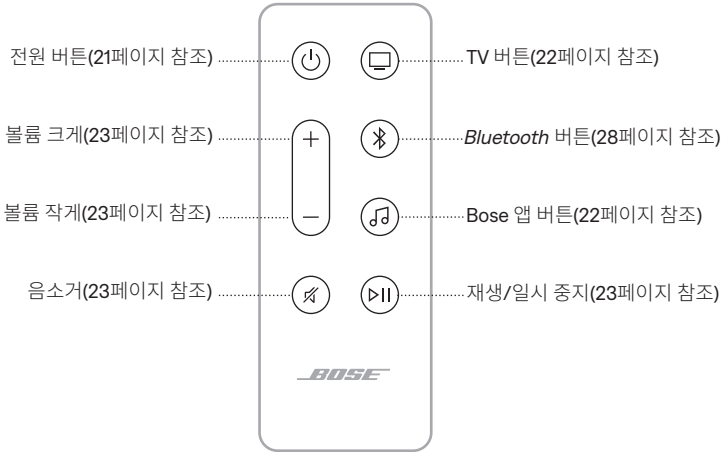 전원 버튼(21페이지 참조)
TV 버튼(22페이지 참조)
볼륨 크게(23페이지 참조)
Bluetooth 버튼(28페이지 참조)
볼륨 작게(23페이지 참조)
Bose 앱 버튼(22페이지 참조)
음소거(23페이지 참조)
재생/일시 중지(23페이지 참조)
BOSE